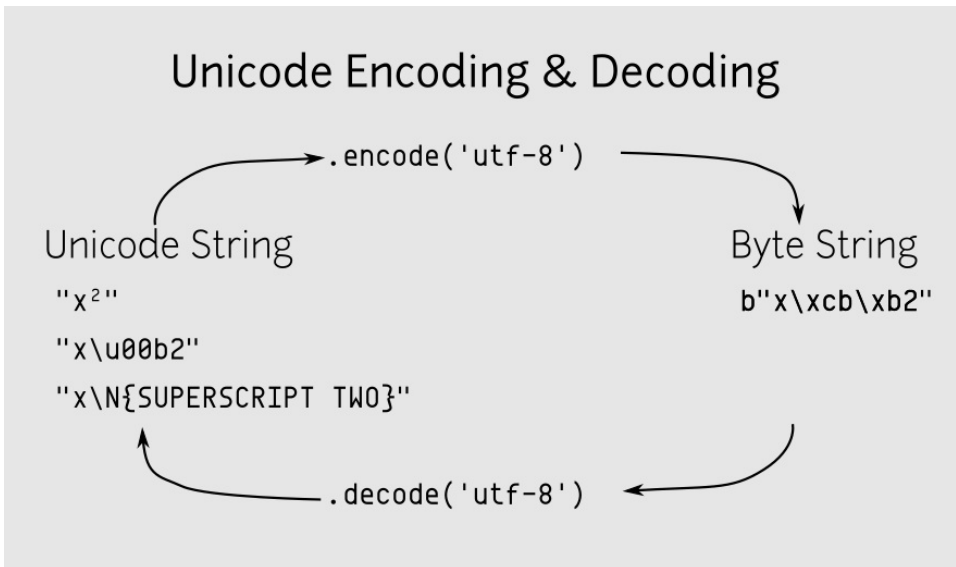 Unicode Encoding & Decoding
.encode('utf-8')
Unicode String
Byte String
"x²"
b"x\xcb\xb2"
"x\u00b2"
"x\N{SUPERSCRIPT TWO}"
.decode('utf-8')